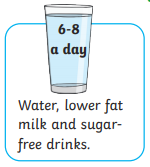 6-8
a day
Water, lower fat
milk and sugar-
free drinks.